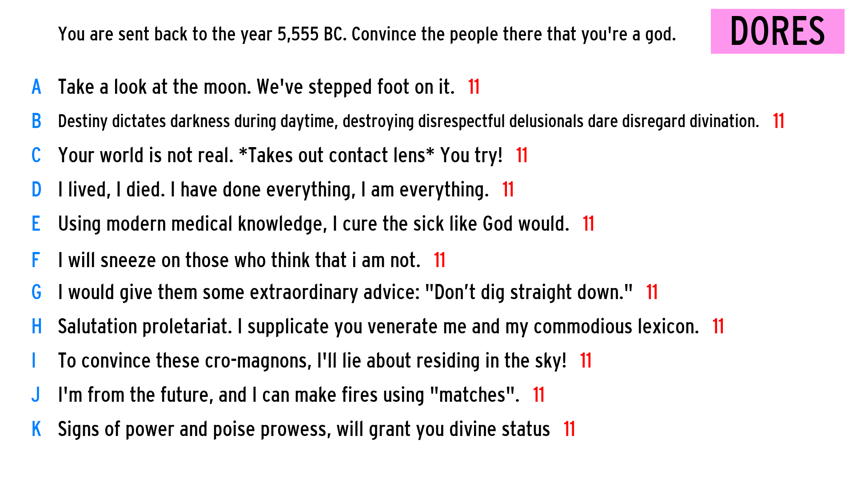 You are sent back to the year 5,555 BC. Convince the people there that you're a god.
DORES
A Take a look at the moon. We've stepped foot on it. 11
B Destiny dictates darkness during daytime, destroying disrespectful delusionals dare disregard divination. 11
C Your world is not real. *Takes out contact lens* You try! 11
D I lived, I died. I have done everything, I am everything. 11
E Using modern medical knowledge, I cure the sick like God would. 11
F I will sneeze on those who think that i am not. 11
G I would give them some extraordinary advice: "Don’t dig straight down." 11
H Salutation proletariat. I supplicate you venerate me and my commodious lexicon. 11
I To convince these cro-magnons, I'll lie about residing in the sky! 11
J I'm from the future, and I can make fires using "matches". 11
K Signs of power and poise prowess, will grant you divine status 11